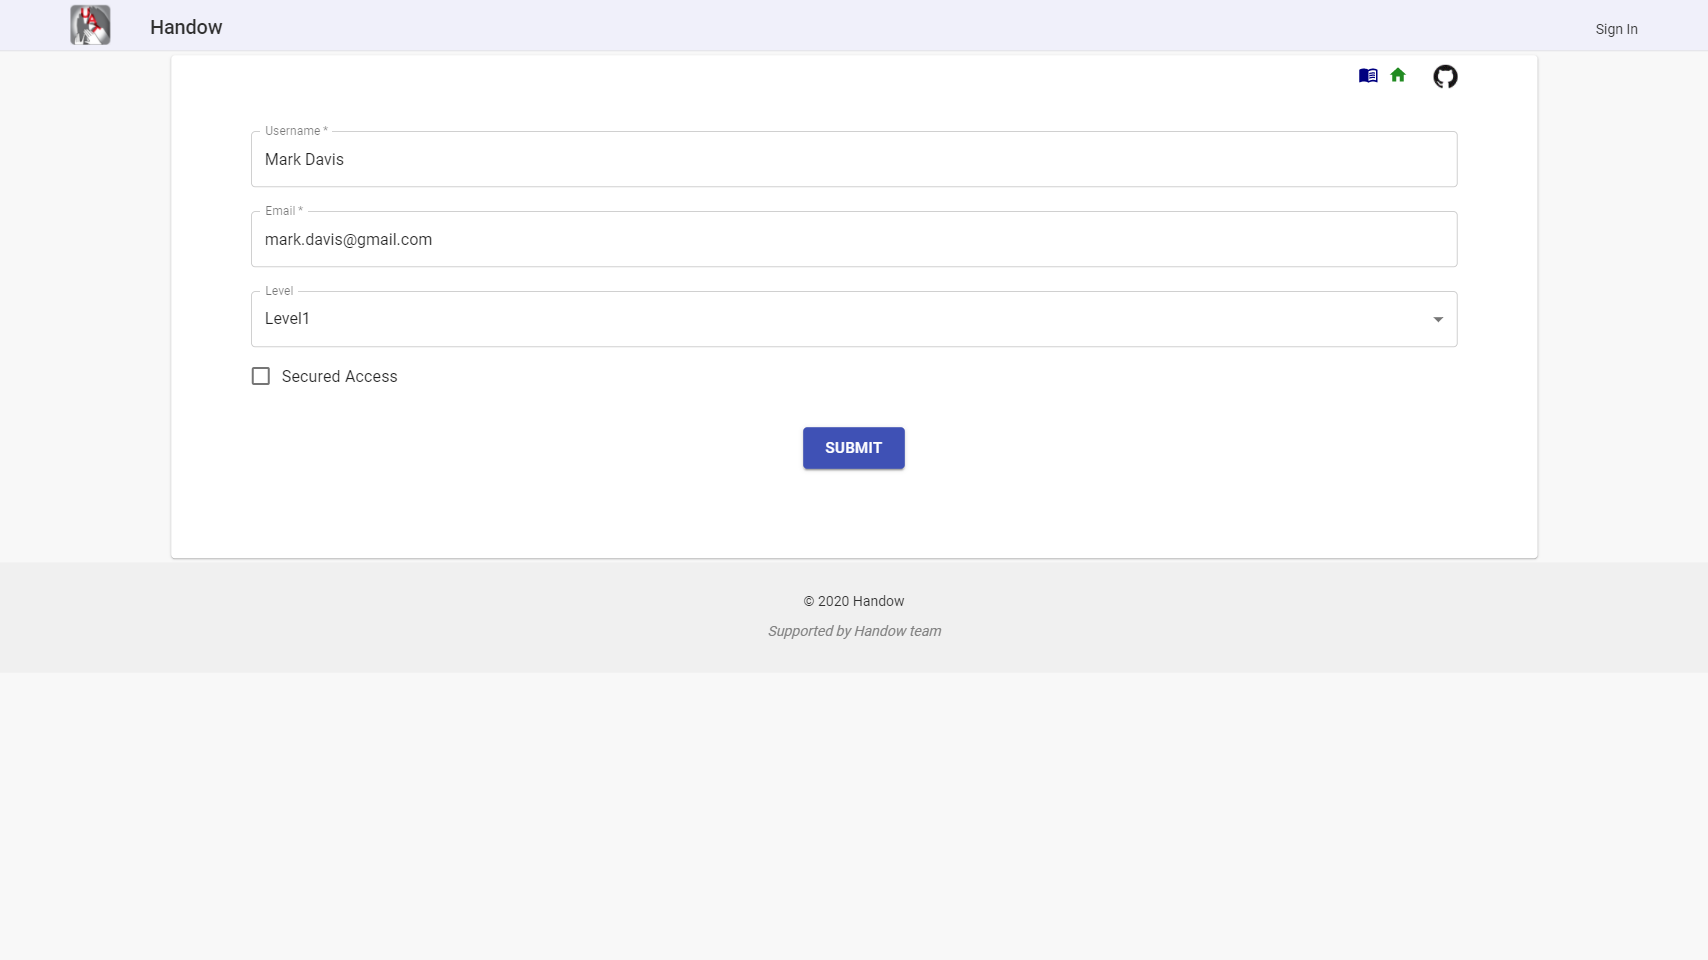 Handow
Sign In
Username *
Mark Davis
Email *
mark.davis@gmail.com
Level
Level1
Secured Access
SUBMIT
© 2020 Handow
Supported by Handow team